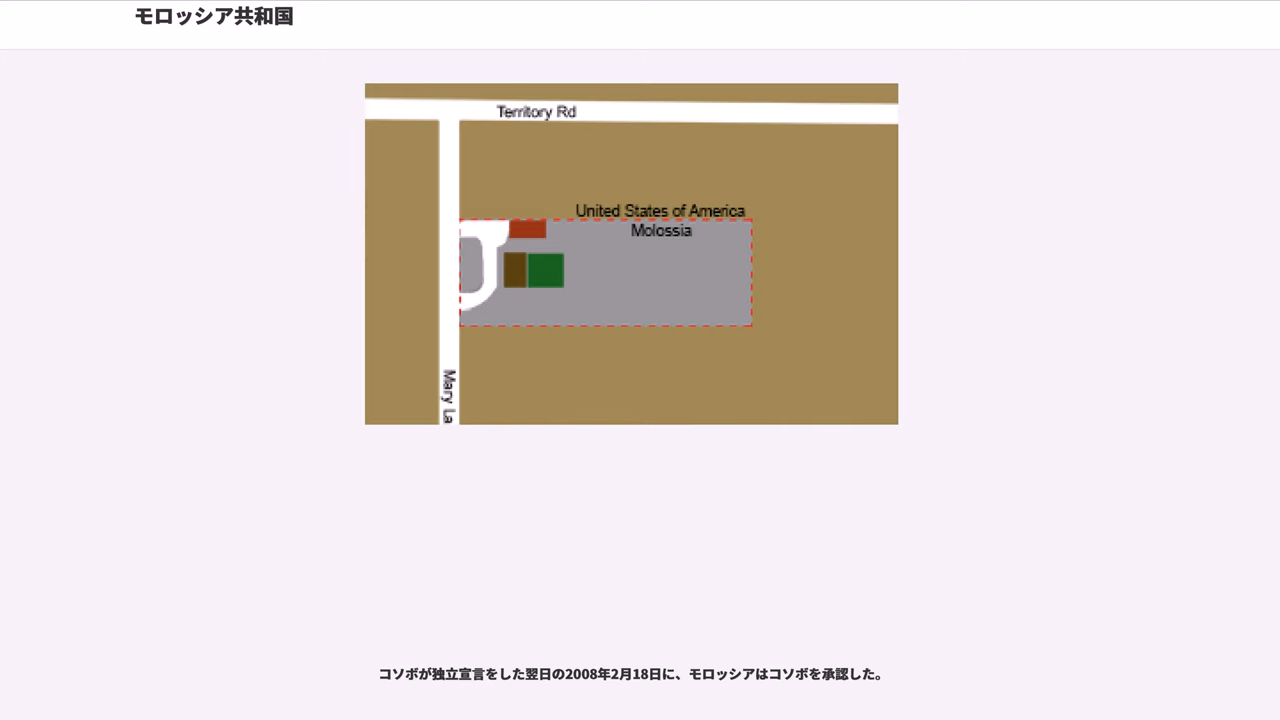 モロッシア共和国
Territory Rd
United States of America
Molossia
Mary La
コソボが独立宣言をした翌日の2008年2月18日に、モロッシアはコソボを承認した。